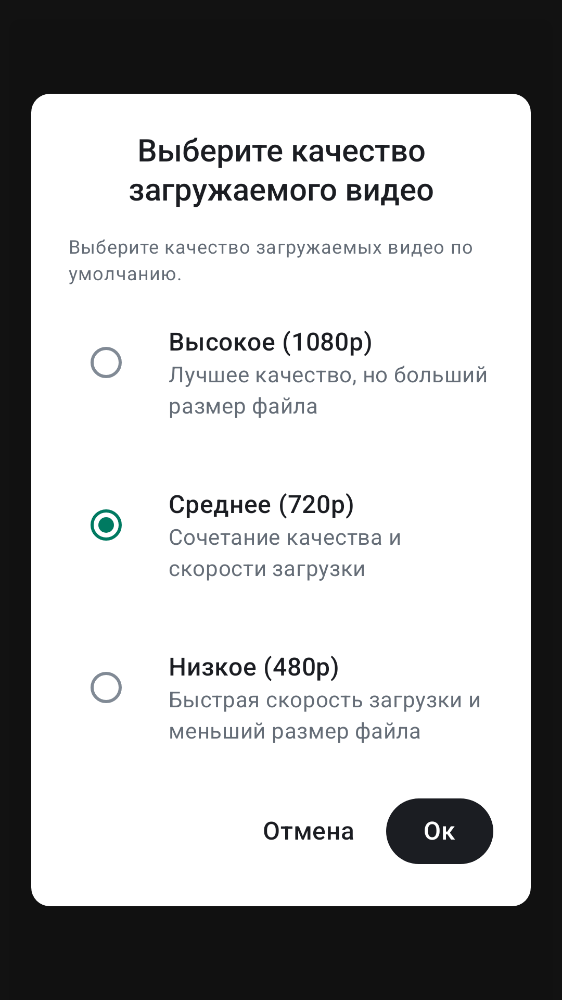 Выберите качество
загружаемого видео
Выберите качество загружаемых видео по
умолчанию.
Высокое (1080p)
Лучшее качество, но больший
размер файла
Среднее (720p)
Сочетание качества и
скорости загрузки
Низкое (480p)
Быстрая скорость загрузки и
меньший размер файла
Отмена
Ок